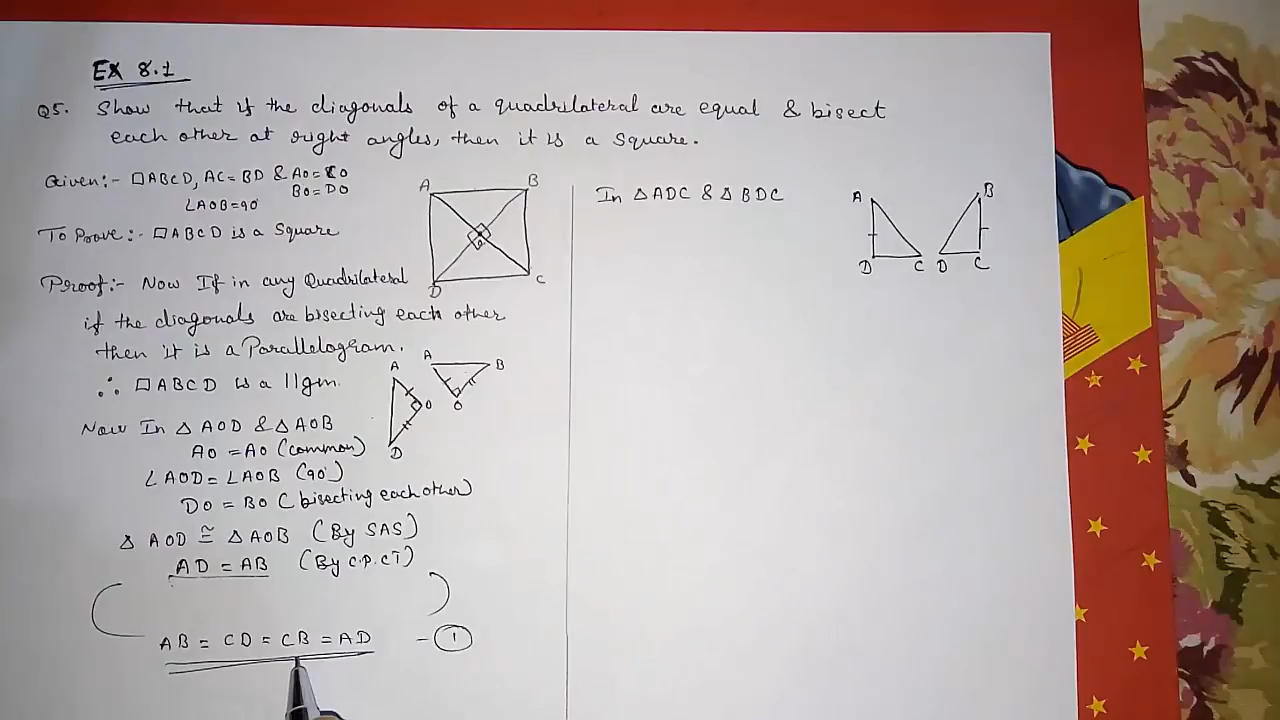 EX 8.1
Q5. Show that if the diagonals of a quadrilateral are equal & bisect
each other at right angles, then it is a square.
Given:- □ABCD, AC = BD & AO = CO
BO = DO
∠AOB = 90°
To Prove:- □ABCD is a Square
Proof:- Now If in any Quadrilateral
if the diagonals are bisecting each other
then it is a Parallelogram.
∴ □ABCD is a ||gm.
Now In △ AOD & △ AOB
AO = AO (common)
∠AOD = ∠AOB (90°)
DO = BO (bisecting each other)
△ AOD ≅ △ AOB (By SAS)
AD = AB (By C.P.CT)
AB = CD = CB = AD - 1
A B
D C
A B
O
A
O
D
In △ ADC & △ BDC
A B
D C D C